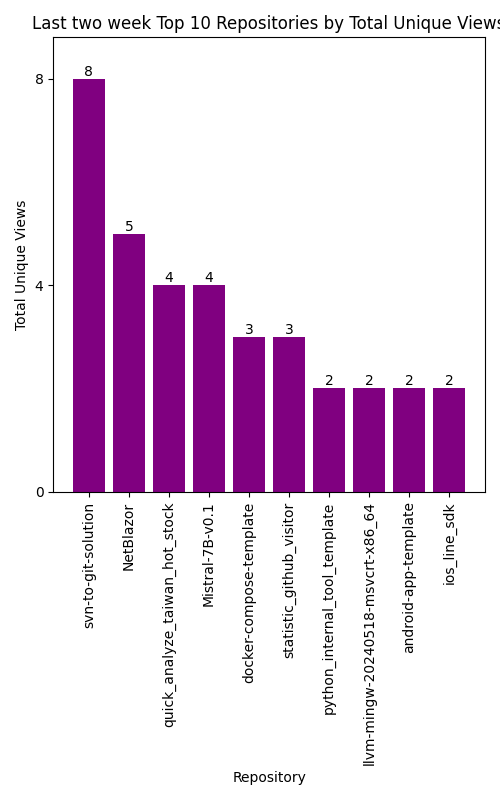 Last two week Top 10 Repositories by Total Unique Views
8
5
4
4
3
3
2
2
2
2
8
4
0
Total Unique Views
svn-to-git-solution
NetBlazor
quick_analyze_taiwan_hot_stock
Mistral-7B-v0.1
docker-compose-template
statistic_github_visitor
python_internal_tool_template
llvm-mingw-20240518-msvcrt-x86_64
android-app-template
ios_line_sdk
Repository